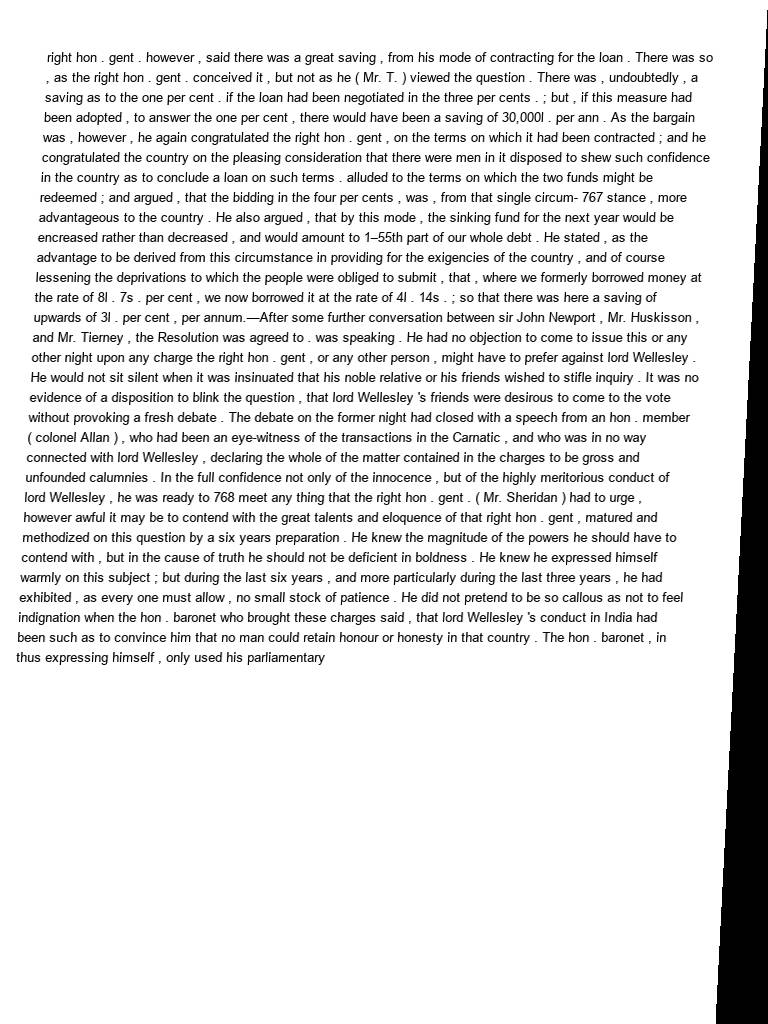 right hon . gent . however , said there was a great saving , from his mode of contracting for the loan . There was so
, as the right hon . gent . conceived it , but not as he ( Mr. T. ) viewed the question . There was , undoubtedly , a
saving as to the one per cent . if the loan had been negotiated in the three per cents . ; but , if this measure had
been adopted , to answer the one per cent , there would have been a saving of 30,000l . per ann . As the bargain
was , however , he again congratulated the right hon . gent , on the terms on which it had been contracted ; and he
congratulated the country on the pleasing consideration that there were men in it disposed to shew such confidence
in the country as to conclude a loan on such terms . alluded to the terms on which the two funds might be
redeemed ; and argued , that the bidding in the four per cents , was , from that single circum- 767 stance , more
advantageous to the country . He also argued , that by this mode , the sinking fund for the next year would be
encreased rather than decreased , and would amount to 1–55th part of our whole debt . He stated , as the
advantage to be derived from this circumstance in providing for the exigencies of the country , and of course
lessening the deprivations to which the people were obliged to submit , that , where we formerly borrowed money at
the rate of 8l . 7s . per cent , we now borrowed it at the rate of 4l . 14s . ; so that there was here a saving of
upwards of 3l . per cent , per annum.—After some further conversation between sir John Newport , Mr. Huskisson ,
and Mr. Tierney , the Resolution was agreed to . was speaking . He had no objection to come to issue this or any
other night upon any charge the right hon . gent , or any other person , might have to prefer against lord Wellesley .
He would not sit silent when it was insinuated that his noble relative or his friends wished to stifle inquiry . It was no
evidence of a disposition to blink the question , that lord Wellesley 's friends were desirous to come to the vote
without provoking a fresh debate . The debate on the former night had closed with a speech from an hon . member
( colonel Allan ) , who had been an eye-witness of the transactions in the Carnatic , and who was in no way
connected with lord Wellesley , declaring the whole of the matter contained in the charges to be gross and
unfounded calumnies . In the full confidence not only of the innocence , but of the highly meritorious conduct of
lord Wellesley , he was ready to 768 meet any thing that the right hon . gent . ( Mr. Sheridan ) had to urge ,
however awful it may be to contend with the great talents and eloquence of that right hon . gent , matured and
methodized on this question by a six years preparation . He knew the magnitude of the powers he should have to
contend with , but in the cause of truth he should not be deficient in boldness . He knew he expressed himself
warmly on this subject ; but during the last six years , and more particularly during the last three years , he had
exhibited , as every one must allow , no small stock of patience . He did not pretend to be so callous as not to feel
indignation when the hon . baronet who brought these charges said , that lord Wellesley 's conduct in India had
been such as to convince him that no man could retain honour or honesty in that country . The hon . baronet , in
thus expressing himself , only used his parliamentary